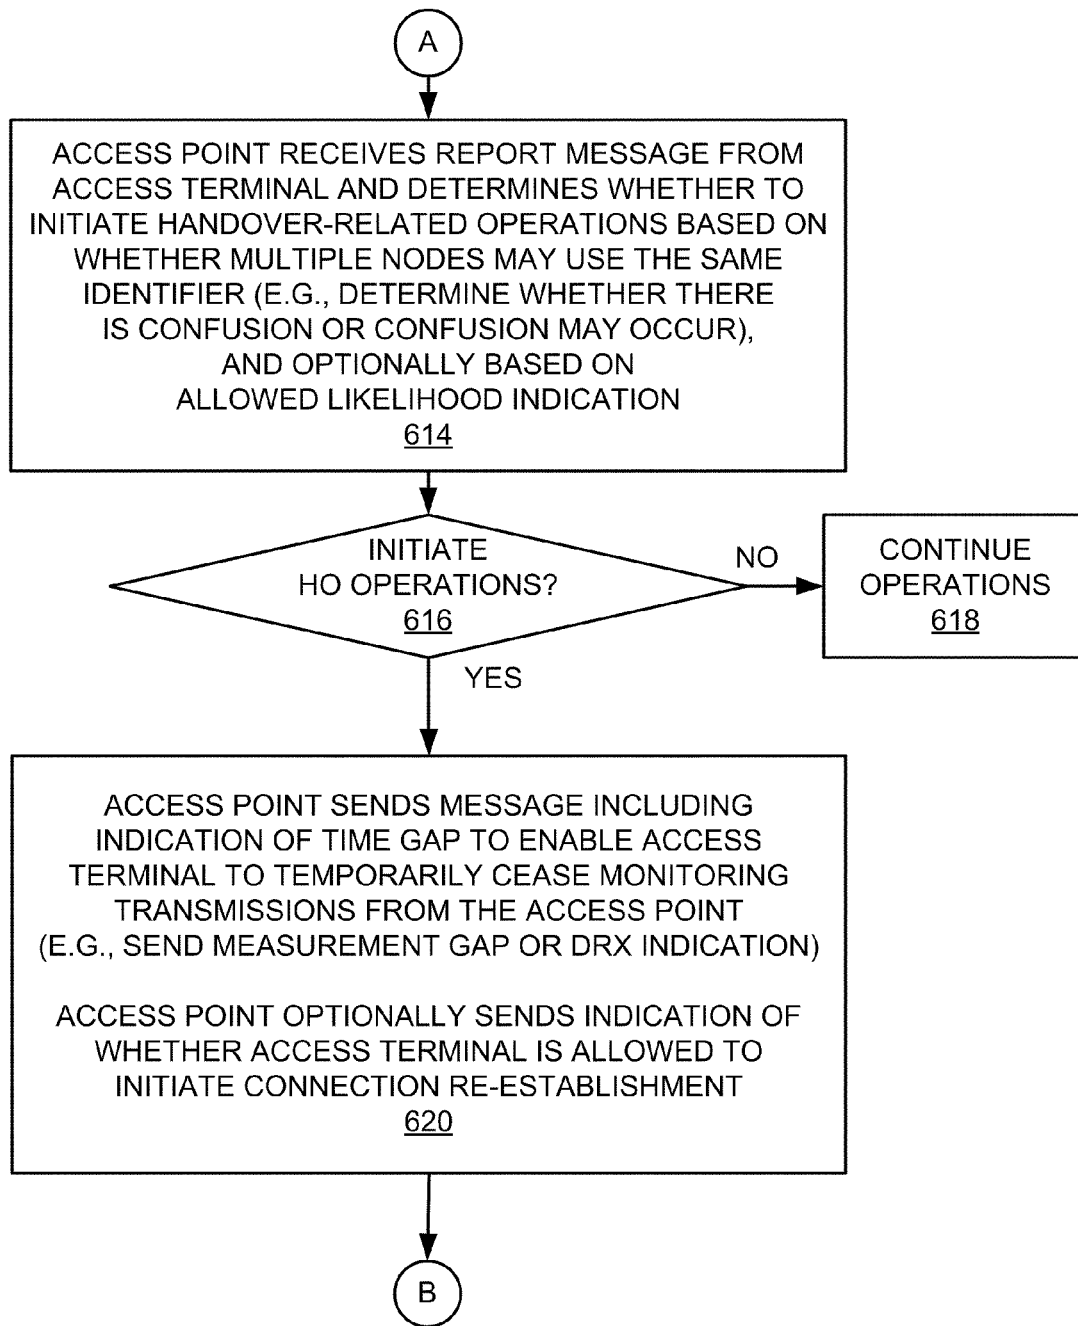 A
ACCESS POINT RECEIVES REPORT MESSAGE FROM
ACCESS TERMINAL AND DETERMINES WHETHER TO
INITIATE HANDOVER-RELATED OPERATIONS BASED ON
WHETHER MULTIPLE NODES MAY USE THE SAME
IDENTIFIER (E.G., DETERMINE WHETHER THERE
IS CONFUSION OR CONFUSION MAY OCCUR),
AND OPTIONALLY BASED ON
ALLOWED LIKELIHOOD INDICATION
614
INITIATE
HO OPERATIONS?
616
NO
CONTINUE
OPERATIONS
618
YES
ACCESS POINT SENDS MESSAGE INCLUDING
INDICATION OF TIME GAP TO ENABLE ACCESS
TERMINAL TO TEMPORARILY CEASE MONITORING
TRANSMISSIONS FROM THE ACCESS POINT
(E.G., SEND MEASUREMENT GAP OR DRX INDICATION)
ACCESS POINT OPTIONALLY SENDS INDICATION OF
WHETHER ACCESS TERMINAL IS ALLOWED TO
INITIATE CONNECTION RE-ESTABLISHMENT
620
B